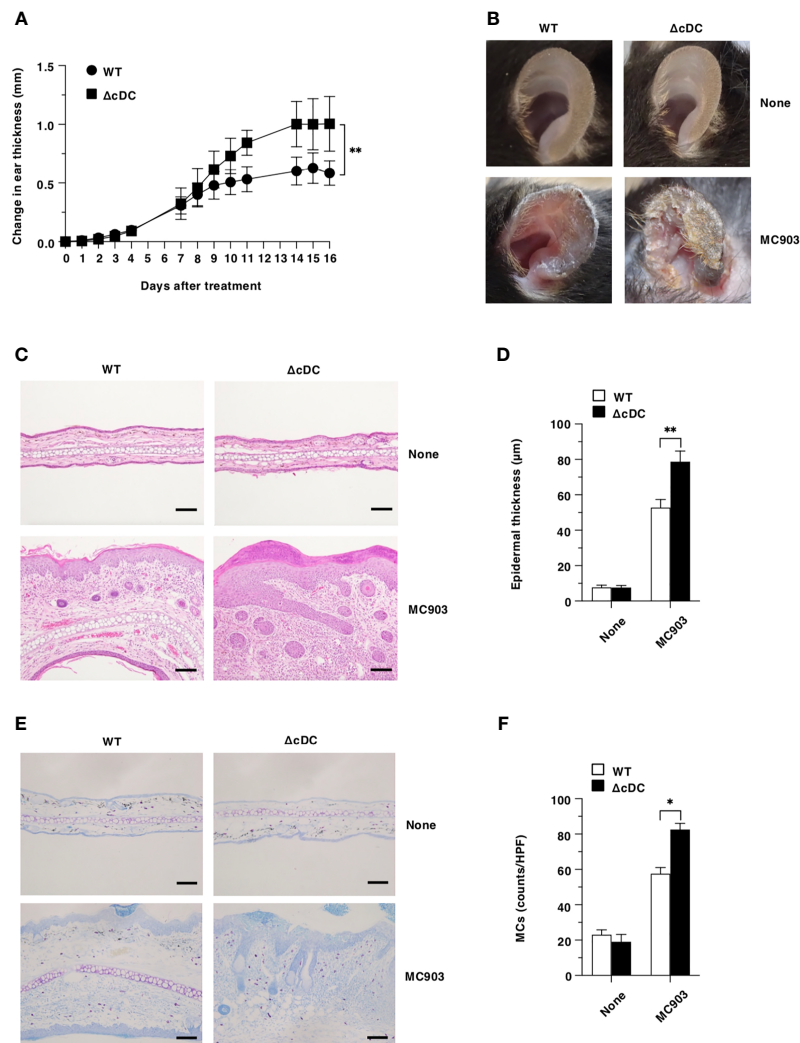 A
Change in ear thickness (mm)
1.5
1.0
0.5
0.0
WT
ΔcDC
**
0 1 2 3 4 5 6 7 8 9 10 11 12 13 14 15 16
Days after treatment
B
WT ΔcDC
None
MC903
C
WT ΔcDC
None
MC903
D
WT
ΔcDC
Epidermal thickness (μm)
100
80
60
40
20
0
**
None MC903
E
WT ΔcDC
None
MC903
F
WT
ΔcDC
MCs (counts/HPF)
100
80
60
40
20
0
*
None MC903